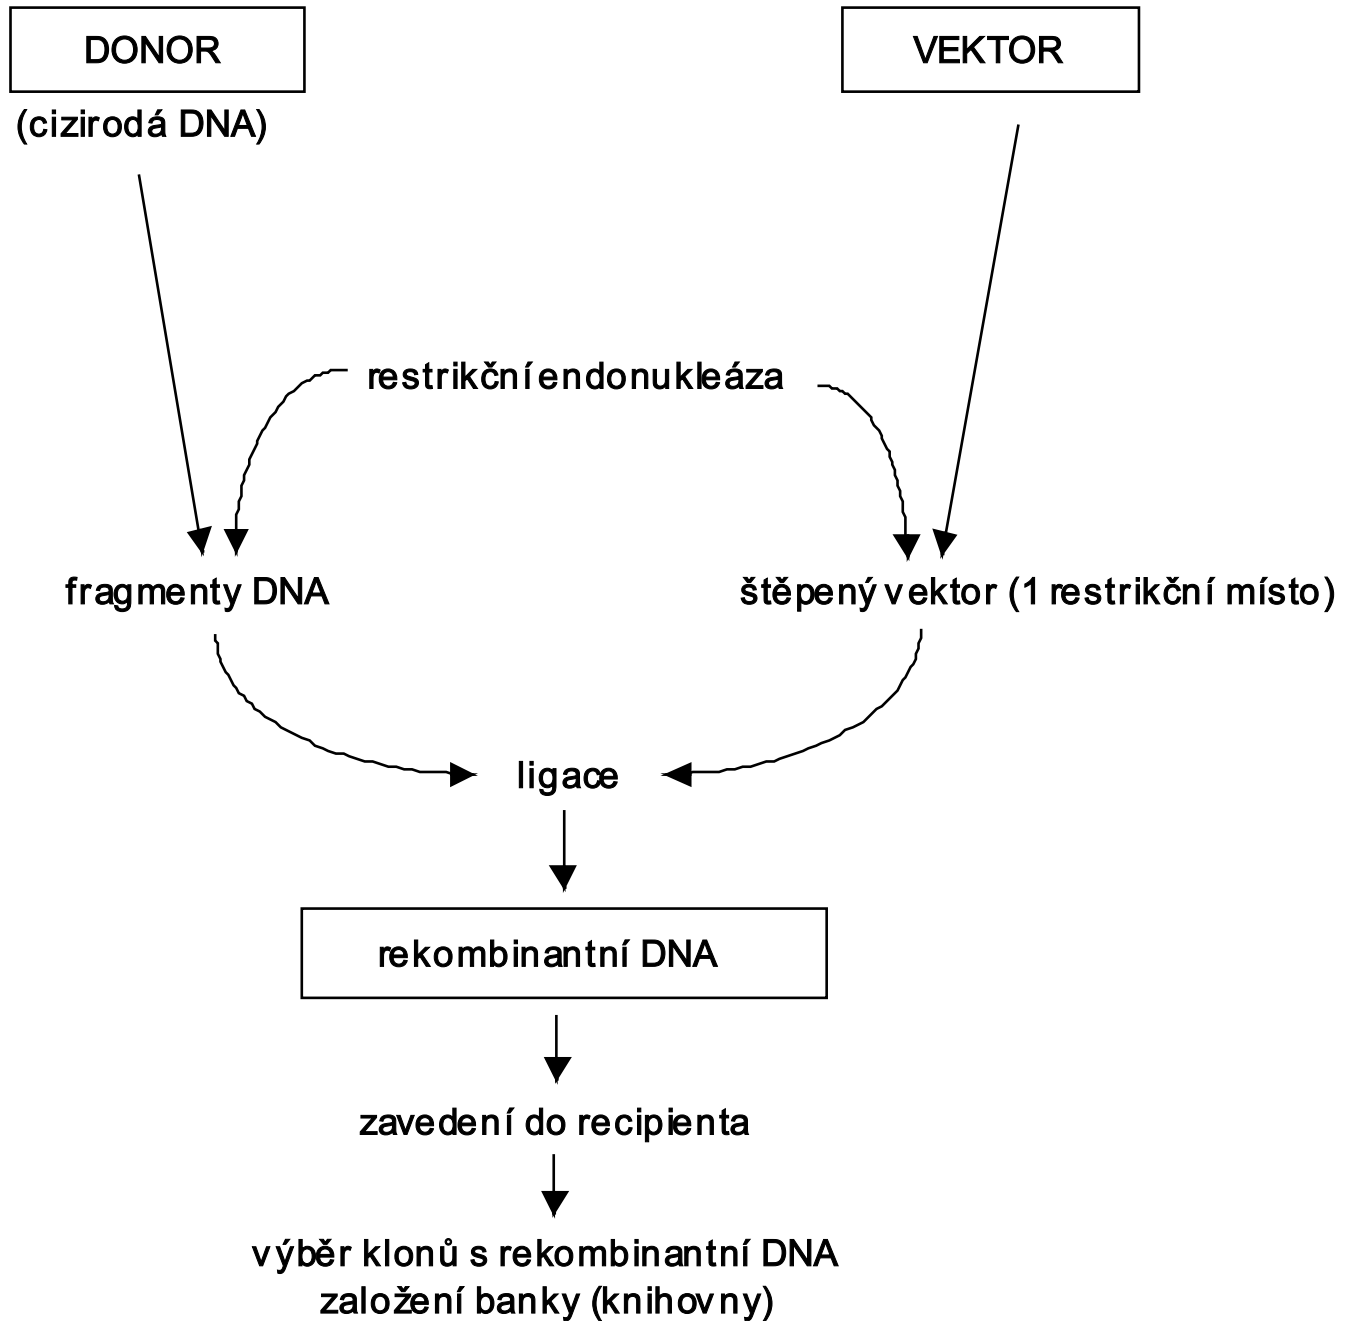 DONOR
VEKTOR
(cizirodá DNA)
restrikční endonukleáza
fragmenty DNA
štěpený vektor (1 restrikční místo)
ligace
rekombinantní DNA
zavedení do recipienta
výběr klonů s rekombinantní DNA
založení banky (knihovny)